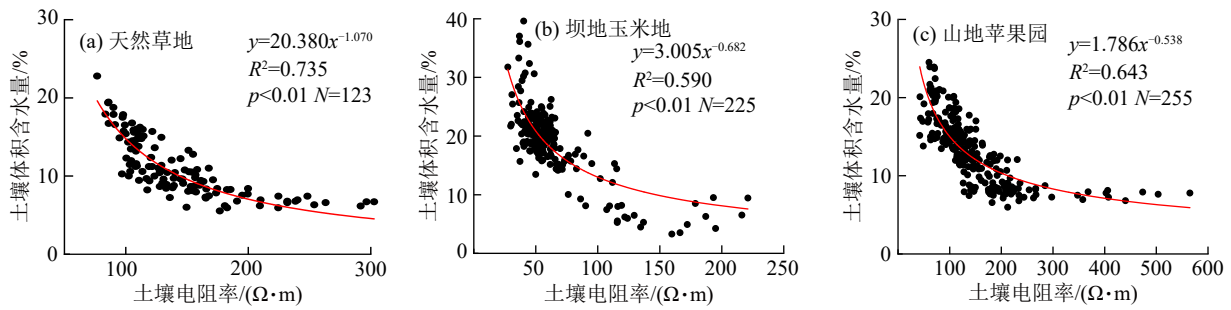 (a) 天然草地
y=20.380x⁻¹·⁰⁷⁰
R²=0.735
p<0.01 N=123
土壤体积含水量/%
30
20
10
0
100
200
300
土壤电阻率/(Ω·m)
(b) 坝地玉米地
y=3.005x⁻⁰·⁶⁸²
R²=0.590
p<0.01 N=225
土壤体积含水量/%
40
30
20
10
0
50
100
150
200
250
土壤电阻率/(Ω·m)
(c) 山地苹果园
y=1.786x⁻⁰·⁵³⁸
R²=0.643
p<0.01 N=255
土壤体积含水量/%
30
20
10
0
100
200
300
400
500
600
土壤电阻率/(Ω·m)